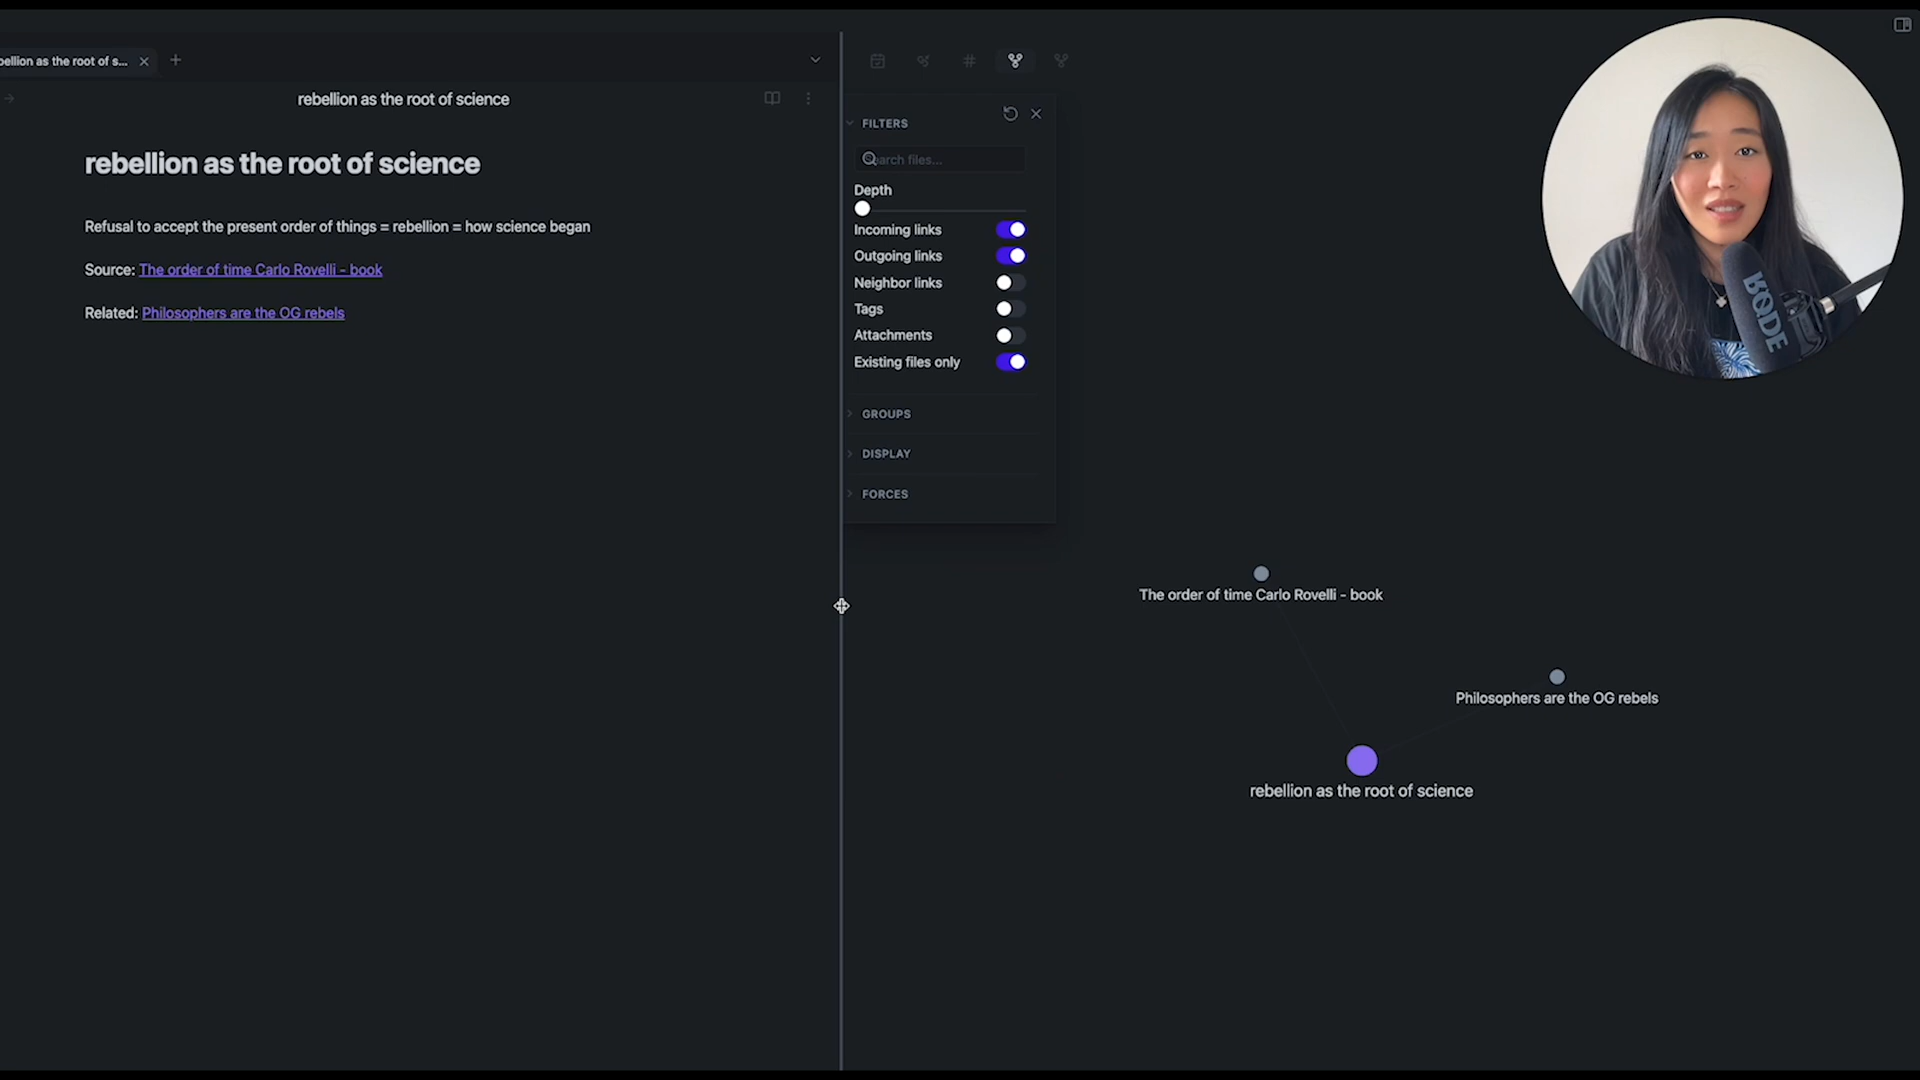 bellion as the root of s...
rebellion as the root of science
rebellion as the root of science
Refusal to accept the present order of things = rebellion = how science began
Source: The order of time Carlo Rovelli - book
Related: Philosophers are the OG rebels
FILTERS
Search files...
Depth
Incoming links
Outgoing links
Neighbor links
Tags
Attachments
Existing files only
GROUPS
DISPLAY
FORCES
The order of time Carlo Rovelli - book
Philosophers are the OG rebels
rebellion as the root of science
RØDE